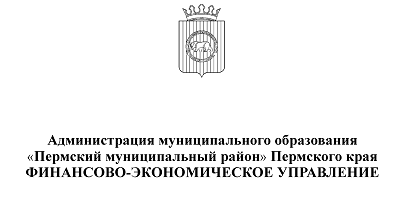 Администрация муниципального образования
«Пермский муниципальный район» Пермского края
ФИНАНСОВО-ЭКОНОМИЧЕСКОЕ УПРАВЛЕНИЕ